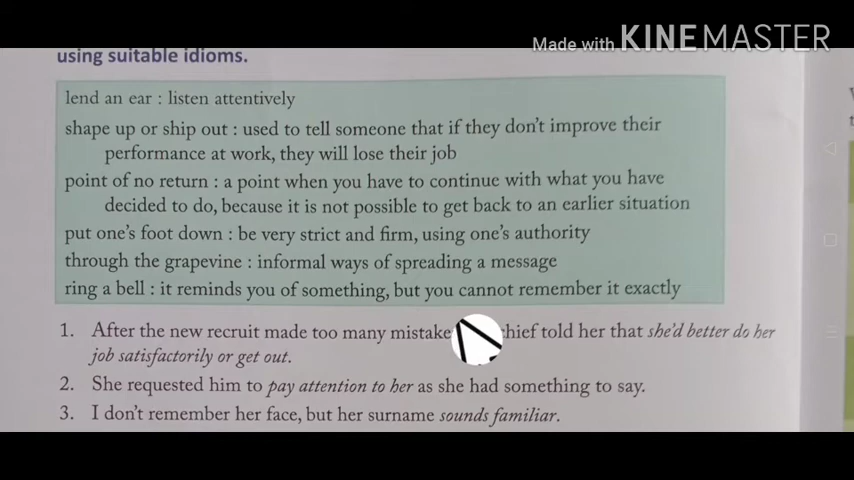 Made with KINEMASTER
using suitable idioms.
lend an ear : listen attentively
shape up or ship out : used to tell someone that if they don't improve their
performance at work, they will lose their job
point of no return : a point when you have to continue with what you have
decided to do, because it is not possible to get back to an earlier situation
put one's foot down : be very strict and firm, using one's authority
through the grapevine : informal ways of spreading a message
ring a bell : it reminds you of something, but you cannot remember it exactly
1. After the new recruit made too many told her that she'd better do her
job satisfactorily or get out.
2. She requested him to pay attention to her as she had something to say.
3. I don't remember her face, but her surname sounds familiar.